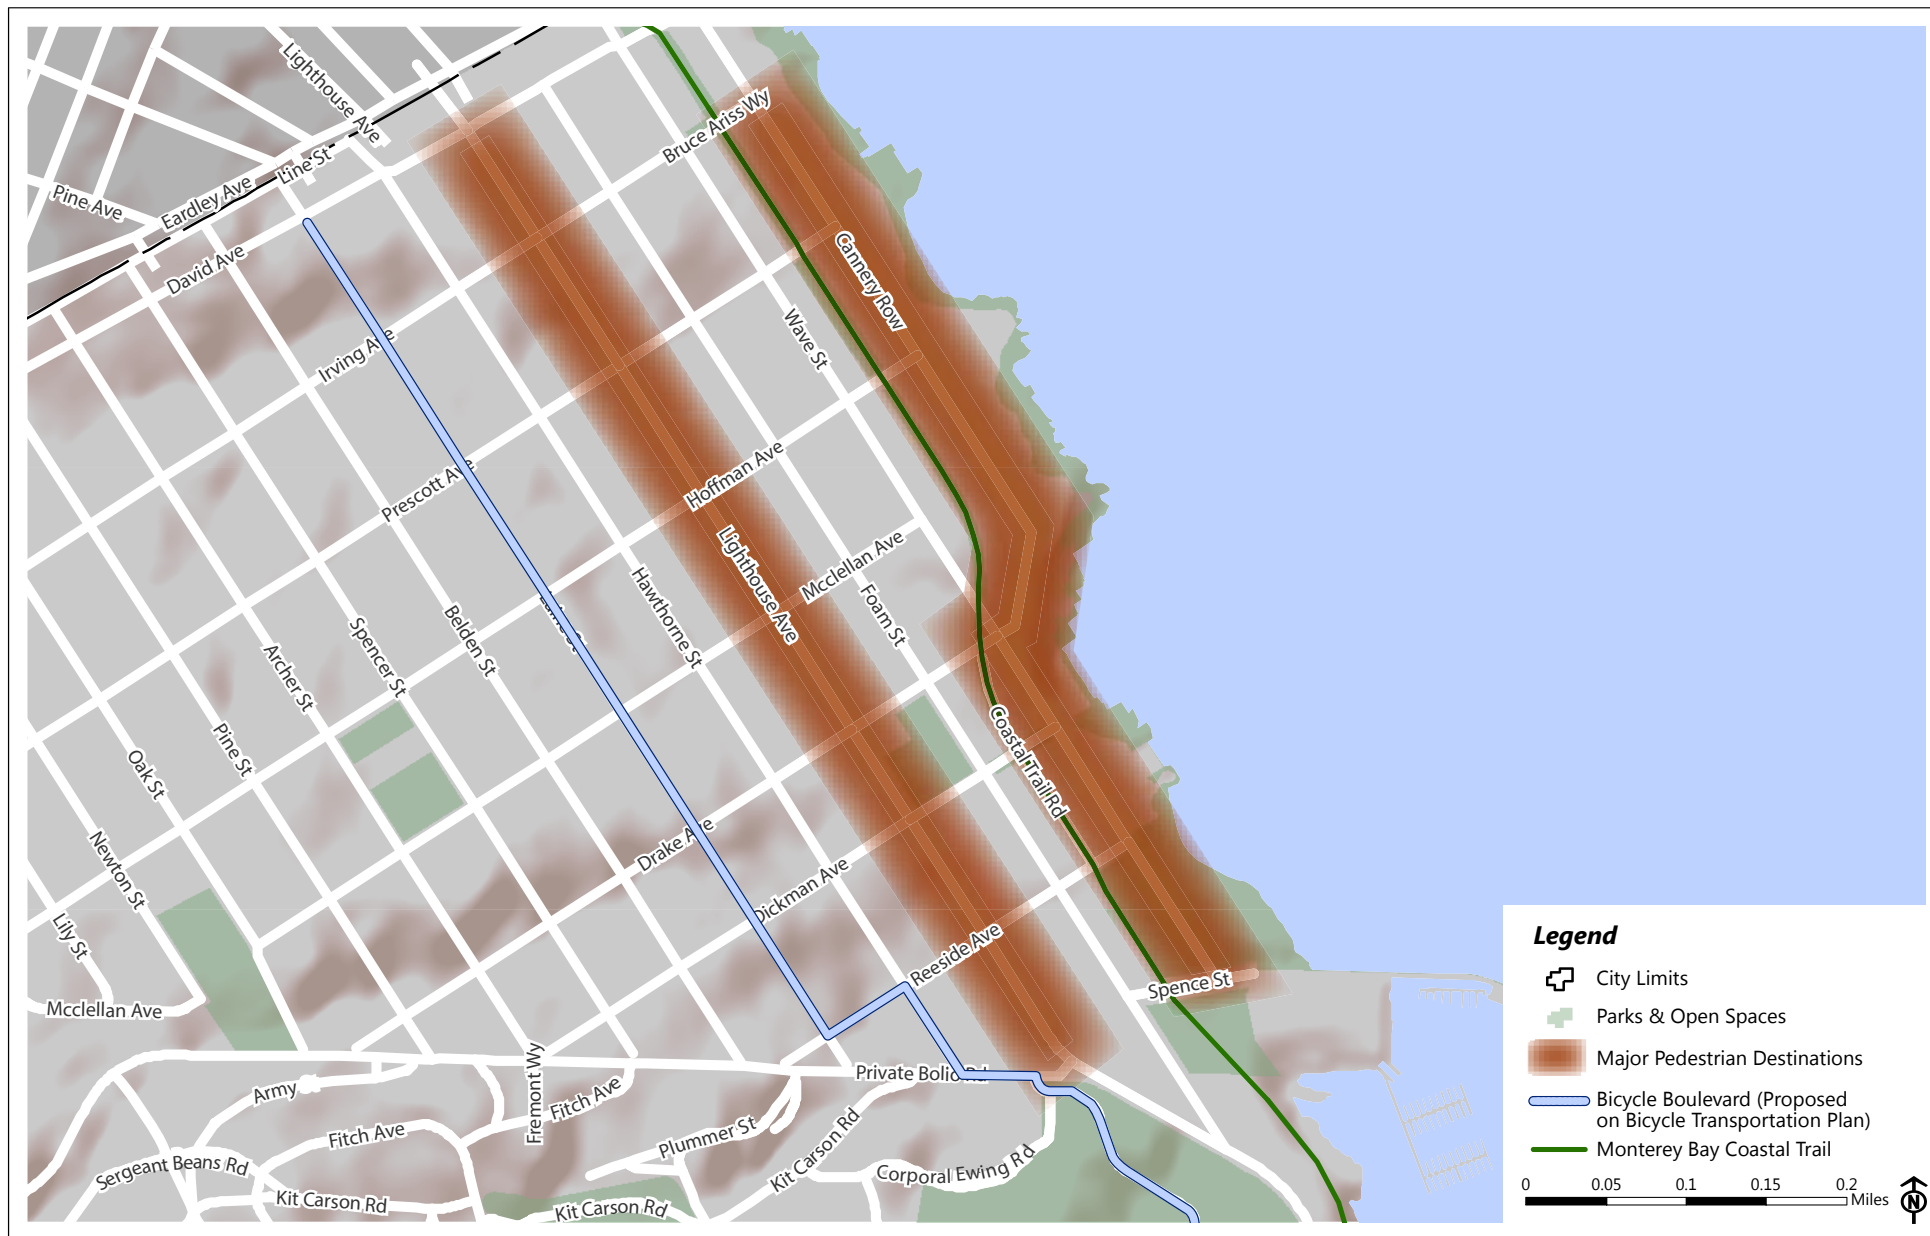 Lighthouse Ave
Bruce Ariss Wy
Line St
Eardley Ave
Pine Ave
David Ave
Cannery Row
Wave St
Irving Ave
Prescott Ave
Hoffman Ave
Lighthouse Ave
Mcclellan Ave
Foam St
Hawthorne St
Belden St
Spencer St
Archer St
Pine St
Oak St
Newton St
Lily St
Coastal Trail Rd
Drake Ave
Dickman Ave
Reeside Ave
Spence St
Mcclellan Ave
Private Bolio Rd
Army St
Fremont Wy
Fitch Ave
Fitch Ave
Plummer St
Kit Carson Rd
Corporal Ewing Rd
Sergeant Beans Rd
Kit Carson Rd
Kit Carson Rd
Legend
City Limits
Parks & Open Spaces
Major Pedestrian Destinations
Bicycle Boulevard (Proposed
on Bicycle Transportation Plan)
Monterey Bay Coastal Trail
0 0.05 0.1 0.15 0.2
Miles
N